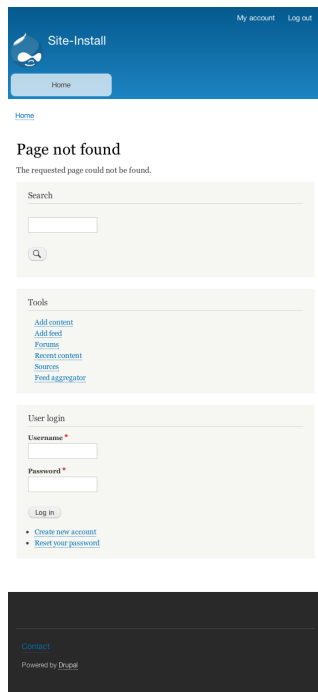 My account Log out
Site-Install
Home
Home
Page not found
The requested page could not be found.
Search
Tools
Add content
Add feed
Forums
Recent content
Sources
Feed aggregator
User login
Username *
Password *
Log in
Create new account
Reset your password
Contact
Powered by Drupal